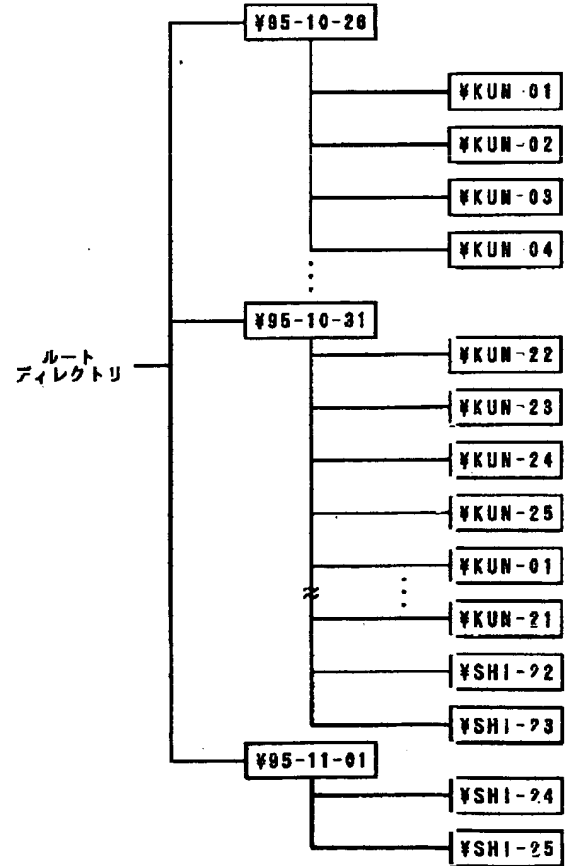 ¥95-10-26
¥KUN-01
¥KUN-02
¥KUN-03
¥KUN-04
¥95-10-31
ルート
ディレクトリ
¥KUN-22
¥KUN-23
¥KUN-24
¥KUN-25
¥KUN-01
¥KUN-21
¥SHI-22
¥SHI-23
¥95-11-01
¥SHI-24
¥SHI-25